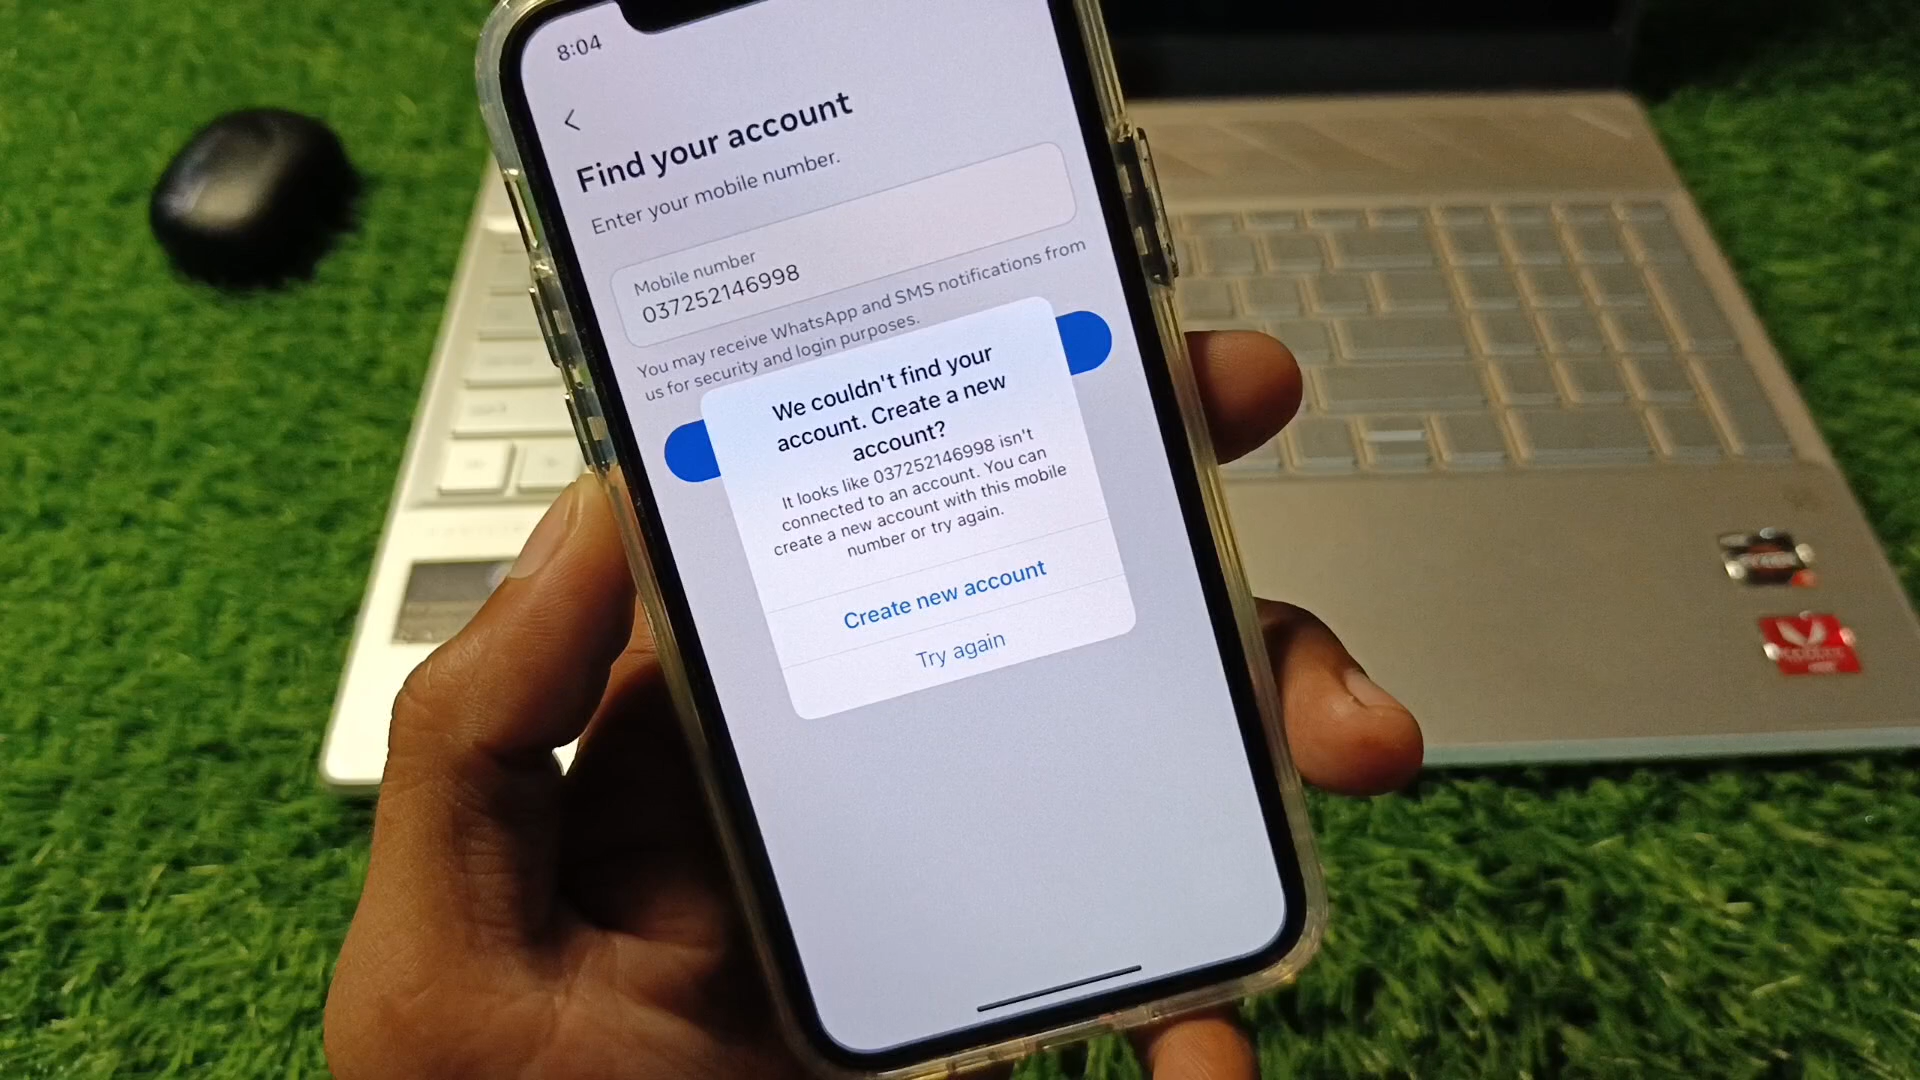 8:04
Find your account
Enter your mobile number.
Mobile number
037252146998
You may receive WhatsApp and SMS notifications from
us for security and login purposes.
We couldn't find your
account. Create a new
account?
It looks like 037252146998 isn't
connected to an account. You can
create a new account with this mobile
number or try again.
Create new account
Try again